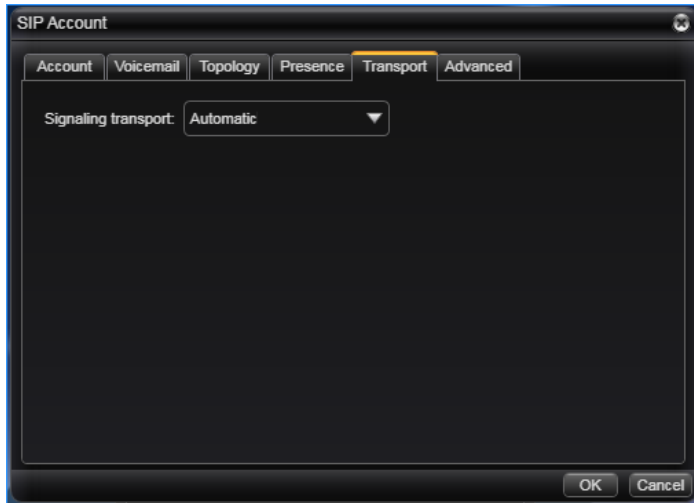 SIP Account
Account Voicemail Topology Presence Transport Advanced
Signaling transport: Automatic
OK Cancel